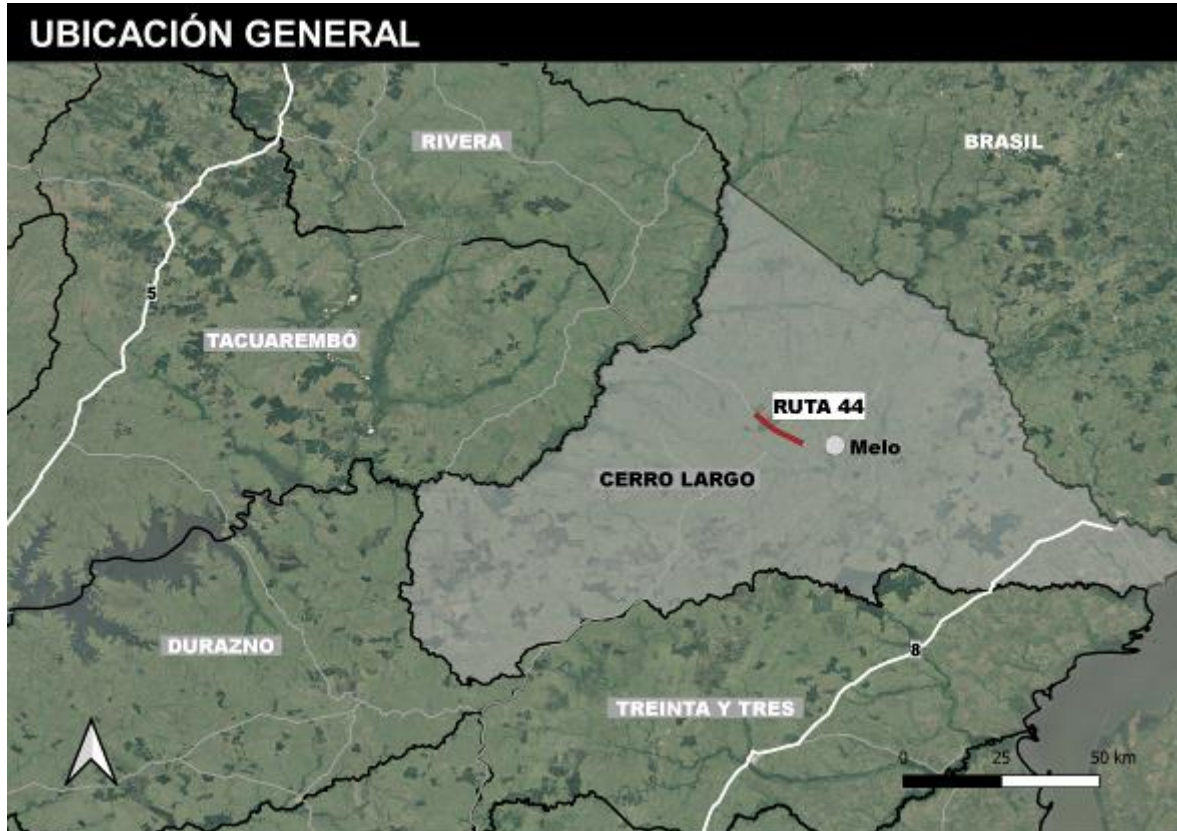 UBICACIÓN GENERAL
RIVERA
BRASIL
5
TACUAREMBÓ
RUTA 44
Melo
CERRO LARGO
DURAZNO
8
TREINTA Y TRES
0 25 50 km